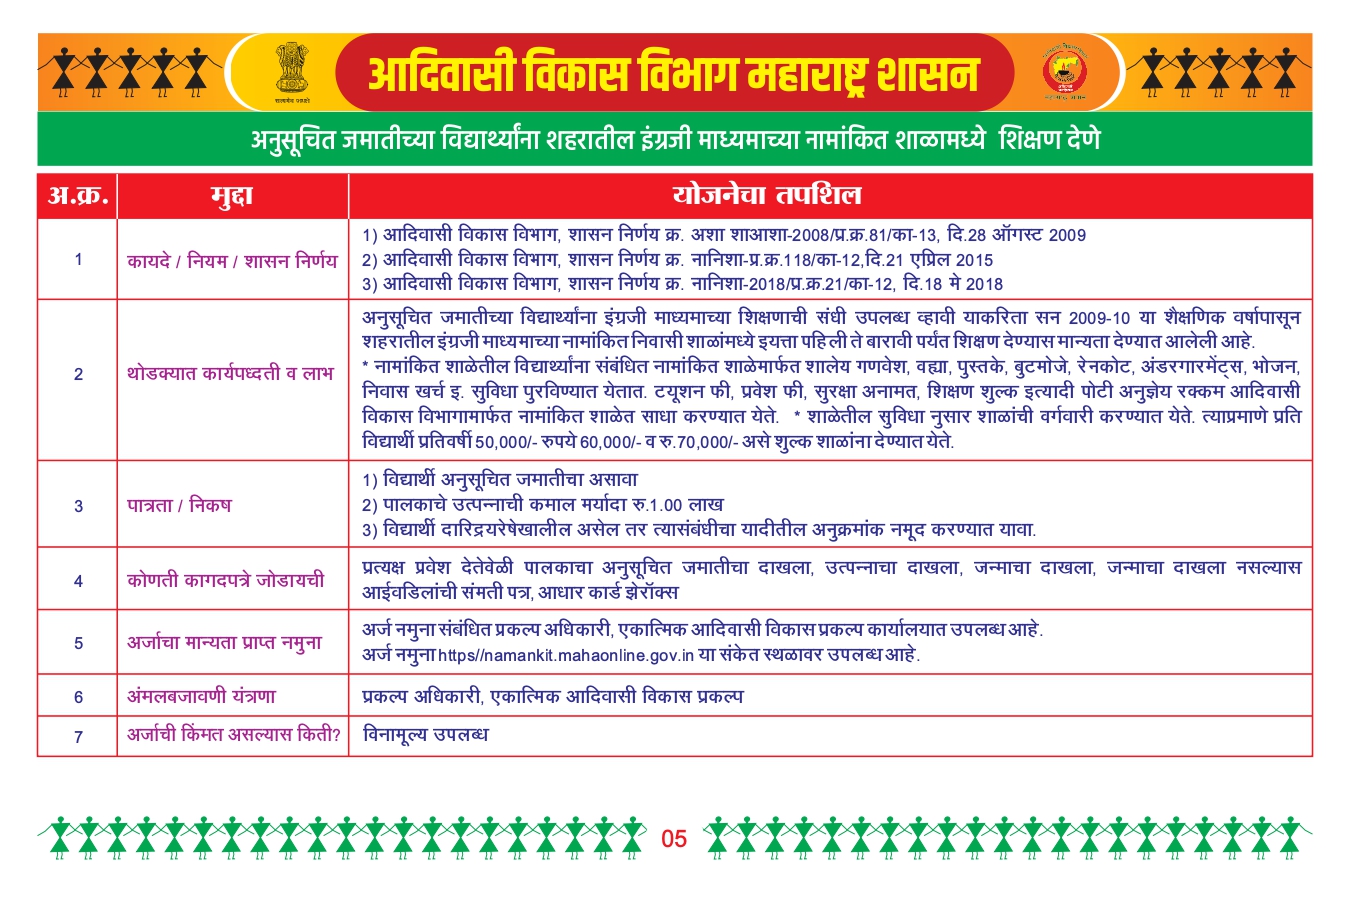 सत्यमेव जयते
आदिवासी विकास विभाग महाराष्ट्र शासन
अनुसूचित जमातीच्या विद्यार्थ्यांना शहरातील इंग्रजी माध्यमाच्या नामांकित शाळामध्ये शिक्षण देणे
अ.क्र. मुद्दा योजनेचा तपशिल
1 कायदे / नियम / शासन निर्णय
1) आदिवासी विकास विभाग, शासन निर्णय क्र. अशा शाआशा-2008/प्र.क्र.81/का-13, दि.28 ऑगस्ट 2009
2) आदिवासी विकास विभाग, शासन निर्णय क्र. नानिशा-प्र.क्र.118/का-12,दि.21 एप्रिल 2015
3) आदिवासी विकास विभाग, शासन निर्णय क्र. नानिशा-2018/प्र.क्र.21/का-12, दि.18 मे 2018
2 थोडक्यात कार्यपध्दती व लाभ
अनुसूचित जमातीच्या विद्यार्थ्यांना इंग्रजी माध्यमाच्या शिक्षणाची संधी उपलब्ध व्हावी याकरिता सन 2009-10 या शैक्षणिक वर्षापासून
शहरातील इंग्रजी माध्यमाच्या नामांकित निवासी शाळांमध्ये इयत्ता पहिली ते बारावी पर्यंत शिक्षण देण्यास मान्यता देण्यात आलेली आहे.
* नामांकित शाळेतील विद्यार्थ्यांना संबंधित नामांकित शाळेमार्फत शालेय गणवेश, वह्या, पुस्तके, बुटमोजे, रेनकोट, अंडरगारमेंट्स, भोजन,
निवास खर्च इ. सुविधा पुरविण्यात येतात. टयूशन फी, प्रवेश फी, सुरक्षा अनामत, शिक्षण शुल्क इत्यादी पोटी अनुज्ञेय रक्कम आदिवासी
विकास विभागामार्फत नामांकित शाळेत साधा करण्यात येते. * शाळेतील सुविधा नुसार शाळांची वर्गवारी करण्यात येते. त्याप्रमाणे प्रति
विद्यार्थी प्रतिवर्षी 50,000/- रुपये 60,000/- व रु.70,000/- असे शुल्क शाळांना देण्यात येते.
3 पात्रता / निकष
1) विद्यार्थी अनुसूचित जमातीचा असावा
2) पालकाचे उत्पन्नाची कमाल मर्यादा रु.1.00 लाख
3) विद्यार्थी दारिद्रयरेषेखालील असेल तर त्यासंबंधीचा यादीतील अनुक्रमांक नमूद करण्यात यावा.
4 कोणती कागदपत्रे जोडायची
प्रत्यक्ष प्रवेश देतेवेळी पालकाचा अनुसूचित जमातीचा दाखला, उत्पन्नाचा दाखला, जन्माचा दाखला, जन्माचा दाखला नसल्यास
आईवडिलांची संमती पत्र, आधार कार्ड झेरॉक्स
5 अर्जाचा मान्यता प्राप्त नमुना
अर्ज नमुना संबंधित प्रकल्प अधिकारी, एकात्मिक आदिवासी विकास प्रकल्प कार्यालयात उपलब्ध आहे.
अर्ज नमुना https//namankit.mahaonline.gov.in या संकेत स्थळावर उपलब्ध आहे.
6 अंमलबजावणी यंत्रणा प्रकल्प अधिकारी, एकात्मिक आदिवासी विकास प्रकल्प
7 अर्जाची किंमत असल्यास किती? विनामूल्य उपलब्ध
05